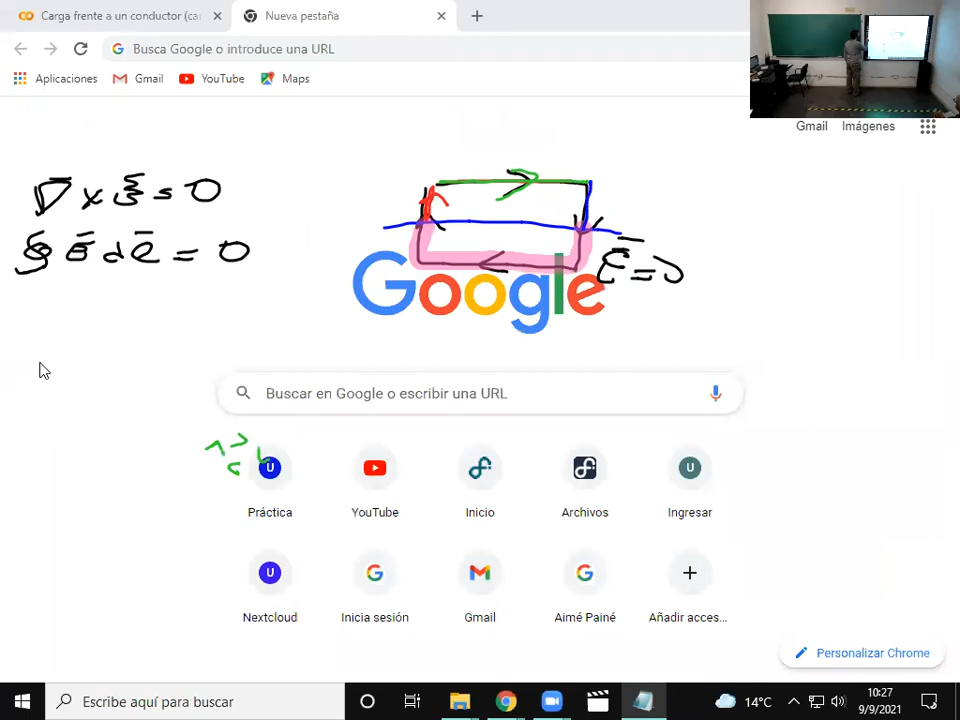 Carga frente a un conductor (car
Nueva pestaña
Busca Google o introduce una URL
Aplicaciones
Gmail
YouTube
Maps
Gmail
Imágenes
∇ × E = 0
∮ E dl = 0
E = 0
Google
Buscar en Google o escribir una URL
U
U
Práctica
YouTube
Inicio
Archivos
Ingresar
U
Nextcloud
Inicia sesión
Gmail
Aimé Painé
Añadir acces...
Personalizar Chrome
Escribe aquí para buscar
14°C
10:27
9/9/2021